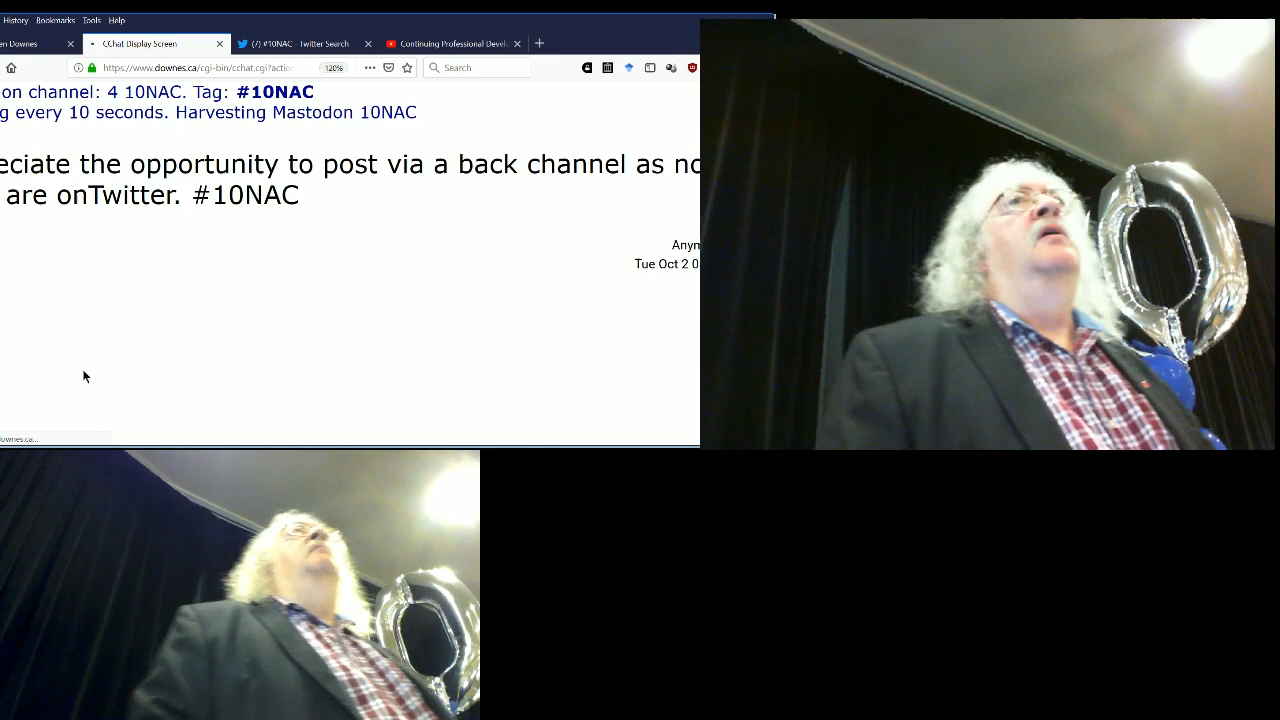 History Bookmarks Tools Help
en Downes
CChat Display Screen
(7) #10NAC - Twitter Search
Continuing Professional Devel
https://www.downes.ca/cgi-bin/cchat.cgi?actio
120%
Search
on channel: 4 10NAC. Tag: #10NAC
g every 10 seconds. Harvesting Mastodon 10NAC
eciate the opportunity to post via a back channel as no
are onTwitter. #10NAC
Anym
Tue Oct 2 0
ownes.ca...